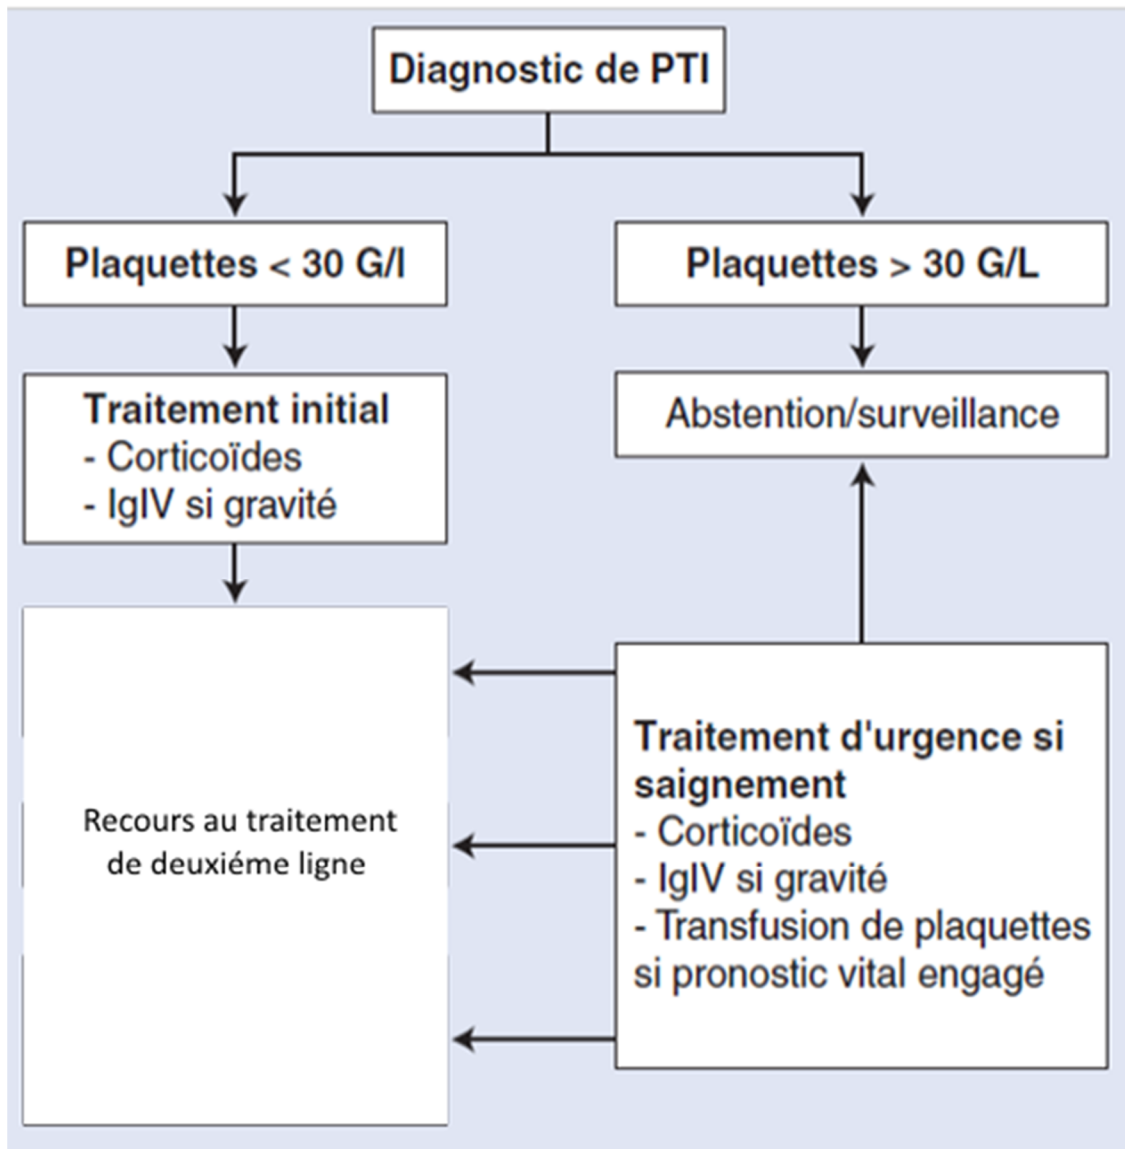 Diagnostic de PTI
Plaquettes < 30 G/l
Plaquettes > 30 G/L
Traitement initial
- Corticoïdes
- IgIV si gravité
Abstention/surveillance
Recours au traitement
de deuxiéme ligne
Traitement d'urgence si
saignement
- Corticoïdes
- IgIV si gravité
- Transfusion de plaquettes
si pronostic vital engagé